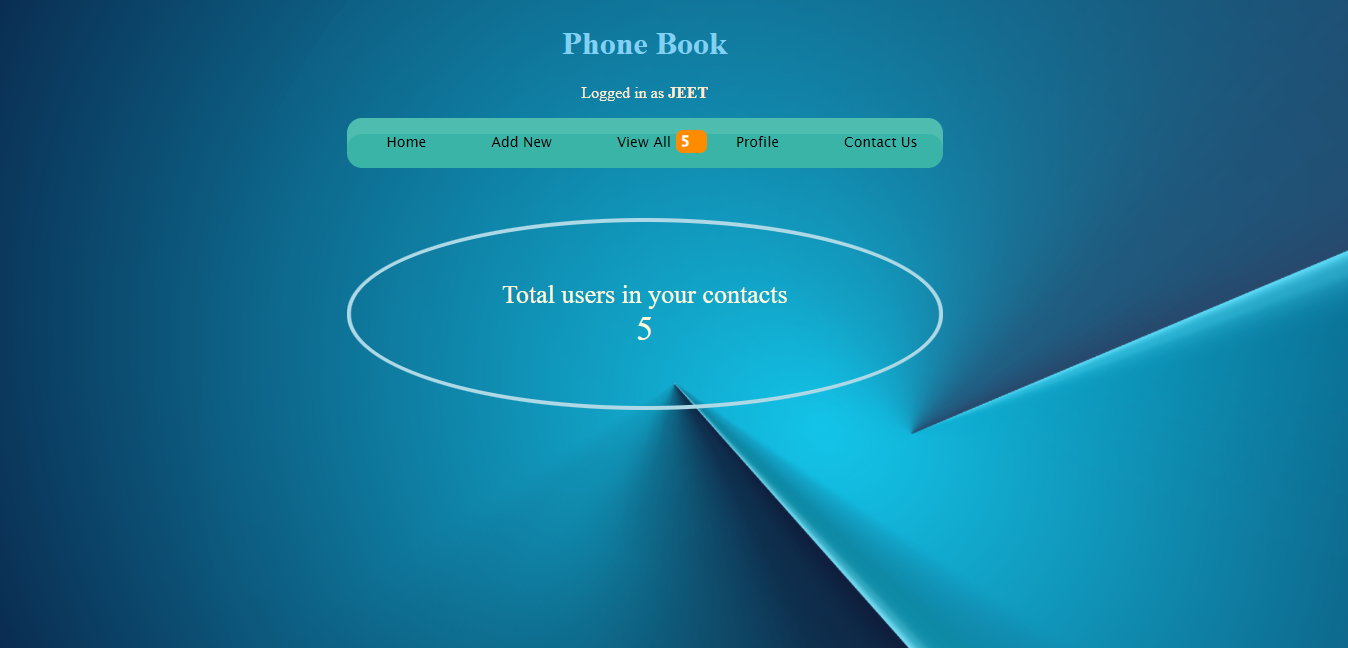 Phone Book
Logged in as JEET
Home Add New View All 5 Profile Contact Us
Total users in your contacts
5